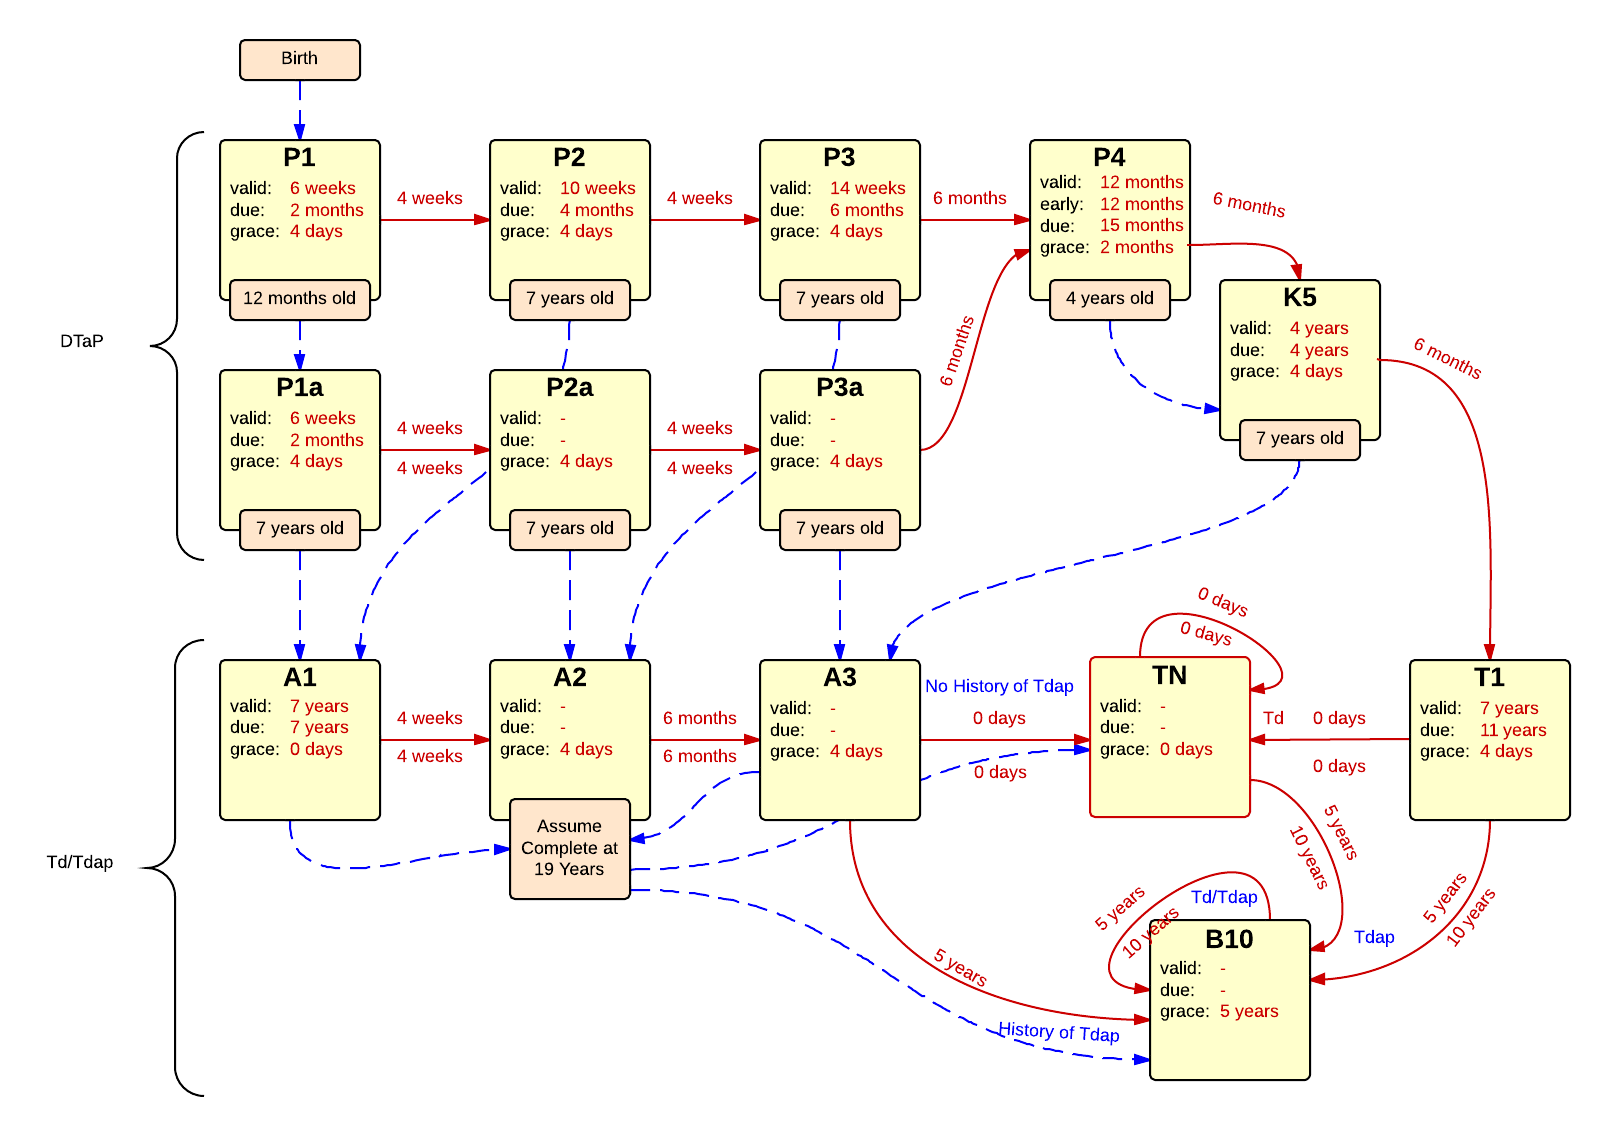 Birth
P1
valid: 6 weeks
due: 2 months
grace: 4 days
12 months old
4 weeks
P2
valid: 10 weeks
due: 4 months
grace: 4 days
7 years old
4 weeks
P3
valid: 14 weeks
due: 6 months
grace: 4 days
7 years old
6 months
P4
valid: 12 months
early: 12 months
due: 15 months
grace: 2 months
4 years old
6 months
K5
valid: 4 years
due: 4 years
grace: 4 days
7 years old
6 months
DTaP
P1a
valid: 6 weeks
due: 2 months
grace: 4 days
7 years old
4 weeks
4 weeks
P2a
valid: -
due: -
grace: 4 days
7 years old
4 weeks
4 weeks
P3a
valid: -
due: -
grace: 4 days
7 years old
6 months
Td/Tdap
A1
valid: 7 years
due: 7 years
grace: 0 days
4 weeks
4 weeks
A2
valid: -
due: -
grace: 4 days
Assume
Complete at
19 Years
6 months
6 months
A3
valid: -
due: -
grace: 4 days
No History of Tdap
0 days
0 days
TN
valid: -
due: -
grace: 0 days
0 days
0 days
Td 0 days
0 days
T1
valid: 7 years
due: 11 years
grace: 4 days
5 years
10 years
5 years
10 years
Tdap
Td/Tdap
5 years
10 years
B10
valid: -
due: -
grace: 5 years
5 years
History of Tdap